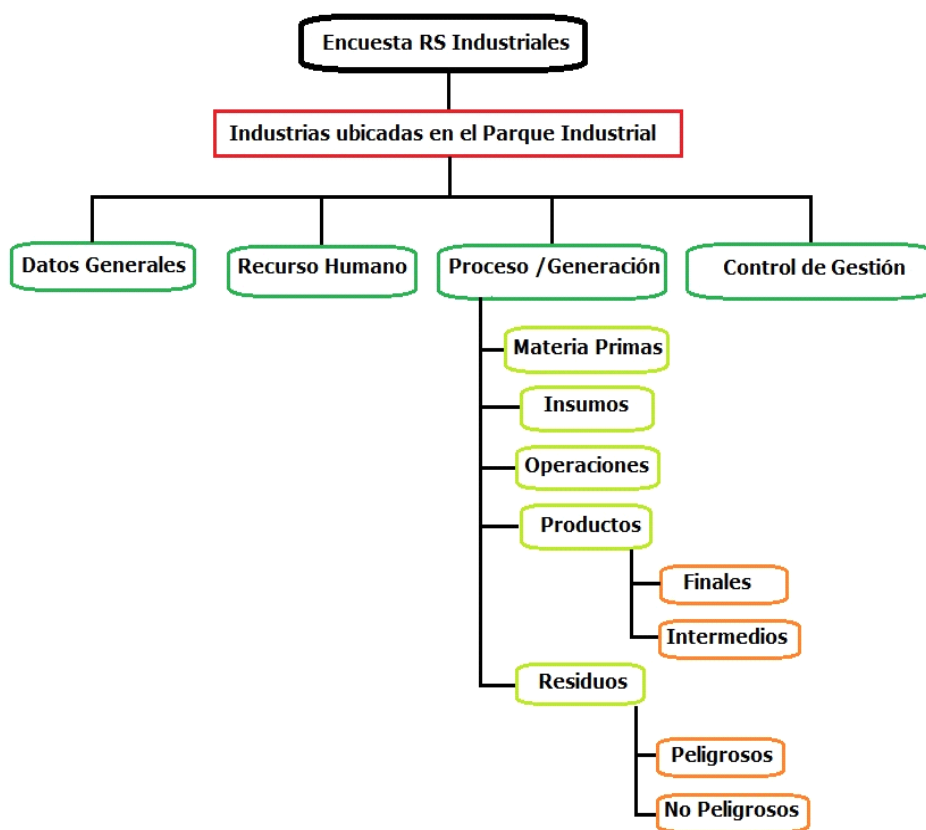 Encuesta RS Industriales
Industrias ubicadas en el Parque Industrial
Datos Generales
Recurso Humano
Proceso /Generación
Control de Gestión
Materia Primas
Insumos
Operaciones
Productos
Finales
Intermedios
Residuos
Peligrosos
No Peligrosos